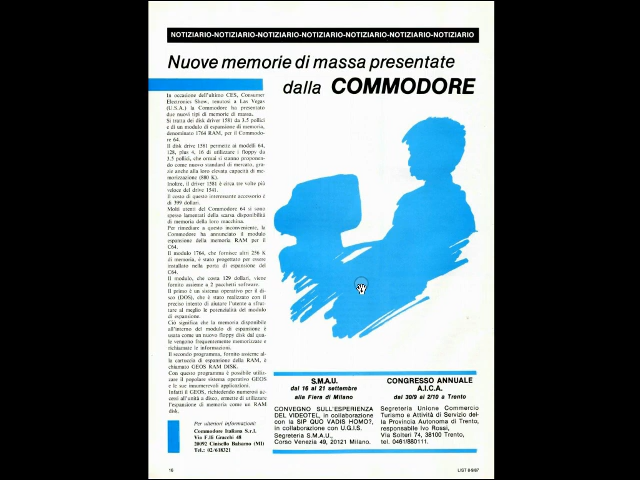 NOTIZIARIO-NOTIZIARIO-NOTIZIARIO-NOTIZIARIO-NOTIZIARIO-NOTIZIARIO-NOTIZIARIO
Nuove memorie di massa presentate
dalla COMMODORE
In occasione dell'ultimo CES, Consumer
Electronics Show, tenutosi a Las Vegas
(U.S.A.) la Commodore ha presentato
due nuovi tipi di memorie di massa.
Si tratta dei disk driver 1581 da 3.5 pollici
e di un modulo di espansione di memoria,
denominato 1764 RAM, per il Commodo-
re 64.
Il disk drive 1581 permette ai modelli 64,
128, plus 4, 16 di utilizzare i floppy da
3.5 pollici, che ormai si stanno proponen-
do come nuovo standard di mercato, gra-
zie anche alla loro elevata capacità di me-
morizzazione (880 K).
Inoltre, il driver 1581 è circa tre volte più
veloce del drive 1541.
Il costo di questo interessante accessorio è
di 399 dollari.
Molti utenti del Commodore 64 si sono
spesso lamentati della scarsa disponibilità
di memoria della loro macchina.
Per rimediare a questo inconveniente, la
Commodore ha annunciato il modulo
espansione della memoria RAM per il
C64.
Il modulo 1764, che fornisce altri 256 K
di memoria, è stato progettato per essere
installato nella porta di espansione del
C64.
Il modulo, che costa 129 dollari, viene
fornito assieme a 2 pacchetti software.
Il primo è un sistema operativo per il di-
sco (DOS), che è stato realizzato con il
preciso intento di aiutare l'utente a sfrut-
tare al meglio le potenzialità del modulo
di espansione.
Ciò significa che la memoria disponibile
all'interno del modulo di espansione è
usata come un nuovo floppy disk dal qua-
le vengono frequentemente memorizzate e
richiamate le informazioni.
Il secondo programma, fornito assieme al-
la cartuccia di espansione della RAM, è
chiamato GEOS RAM DISK.
Con questo programma è possibile utiliz-
zare il popolare sistema operativo GEOS
e le sue innumerevoli applicazioni.
Infatti il GEOS, richiedendo numerosi ac-
cessi all'unità a disco, permette di utilizzare
l'espansione di memoria come un RAM
disk.
Per ulteriori informazioni:
Commodore Italiana S.r.l.
Via F.lli Gracchi 48
20092 Cinisello Balsamo (MI)
Tel.: 02/618321
S.M.A.U.
dal 16 al 21 settembre
alla Fiera di Milano
CONVEGNO SULL'ESPERIENZA
DEL VIDEOTEL, in collaborazione
con la SIP QUO VADIS HOMO?,
in collaborazione con U.G.I.S.
Segreteria S.M.A.U.,
Corso Venezia 49, 20121 Milano.
CONGRESSO ANNUALE
A.I.C.A.
dal 30/9 al 2/10 a Trento
Segreteria Unione Commercio
Turismo e Attività di Servizio del-
la Provincia Autonoma di Trento,
responsabile Ivo Rossi,
Via Solteri 74, 38100 Trento,
tel. 0461/880111.
16
LIST 8 9/87